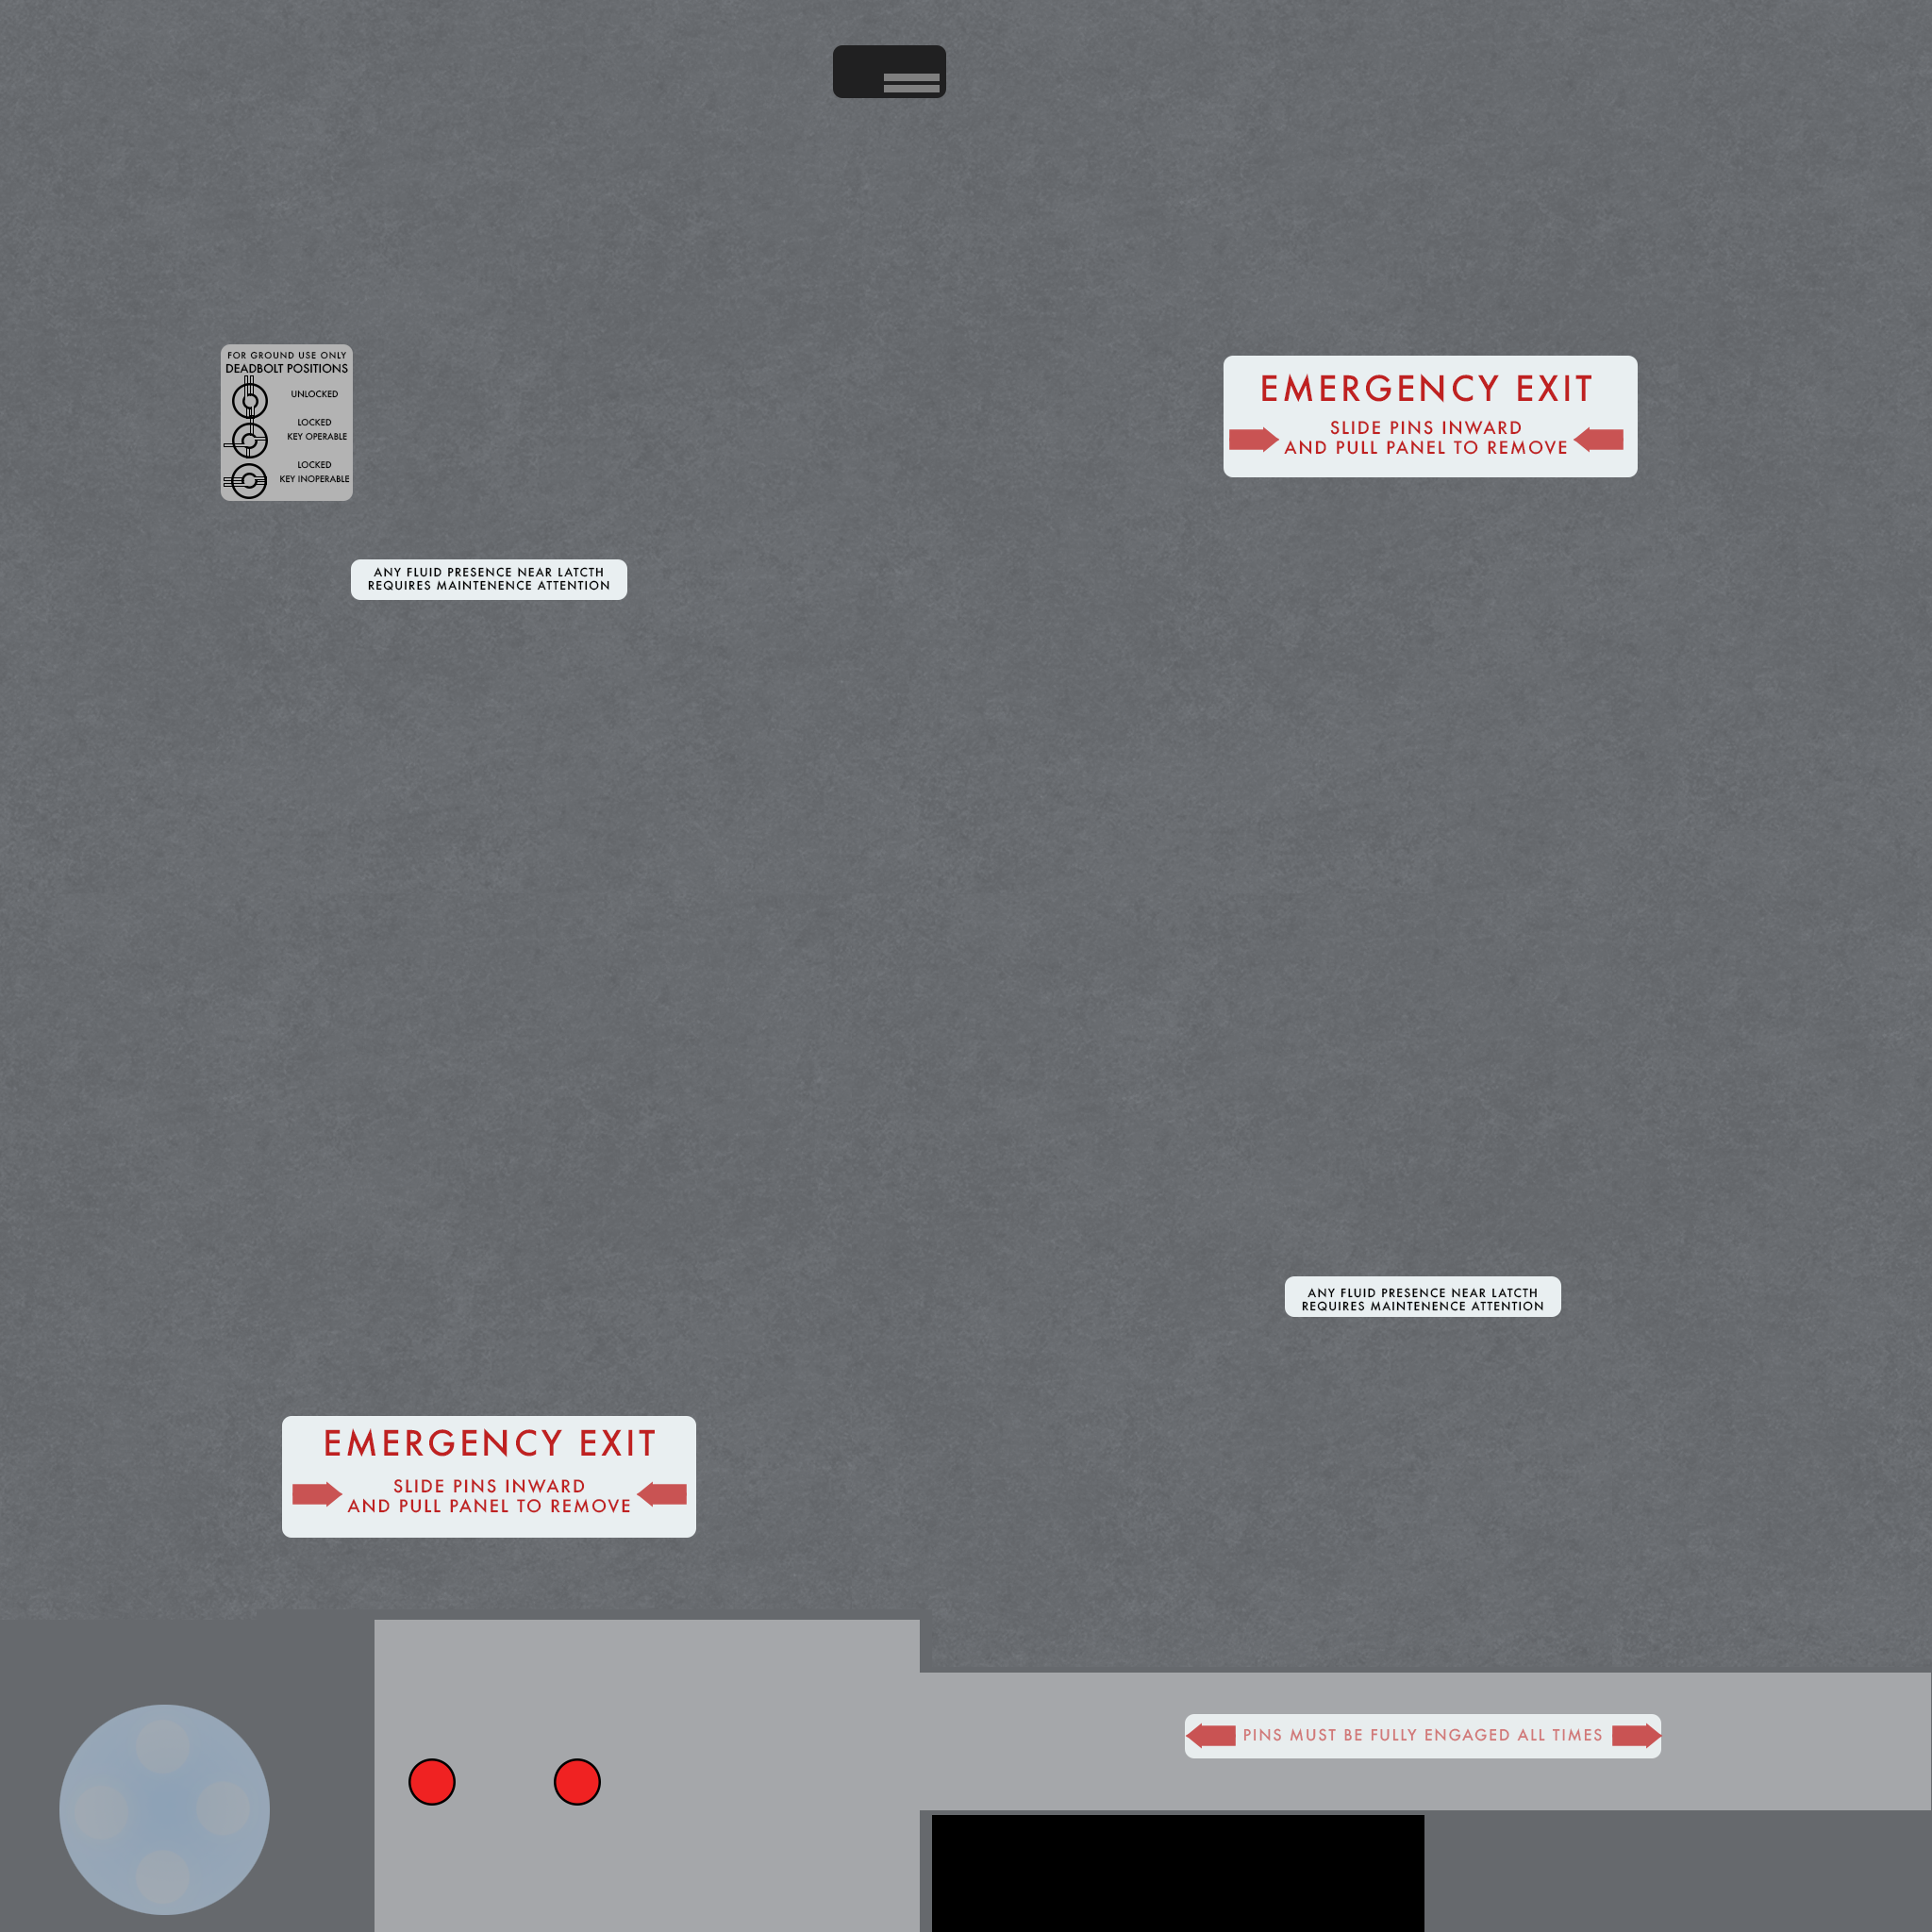 FOR GROUND USE ONLY
DEADBOLT POSITIONS
UNLOCKED
LOCKED
KEY OPERABLE
LOCKED
KEY INOPERABLE
EMERGENCY EXIT
SLIDE PINS INWARD
AND PULL PANEL TO REMOVE
ANY FLUID PRESENCE NEAR LATCTH
REQUIRES MAINTENENCE ATTENTION
ANY FLUID PRESENCE NEAR LATCTH
REQUIRES MAINTENENCE ATTENTION
EMERGENCY EXIT
SLIDE PINS INWARD
AND PULL PANEL TO REMOVE
PINS MUST BE FULLY ENGAGED ALL TIMES